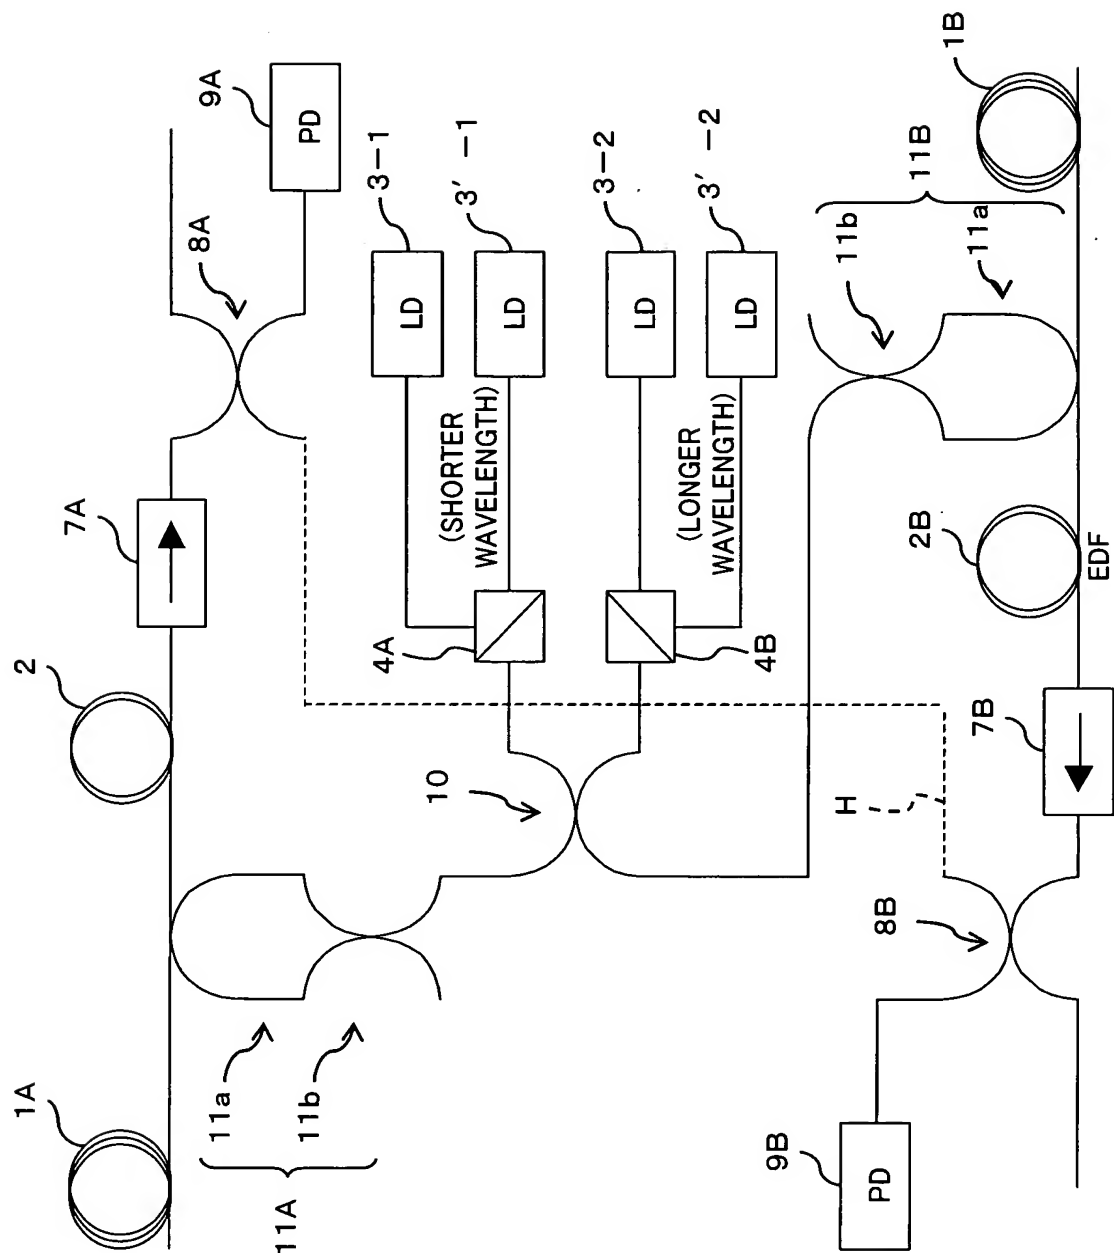 1A
2
7A
8A
9A
PD
11a
11b
11A
3-1
LD
3′-1
LD
(SHORTER
WAVELENGTH)
4A
10
3-2
LD
3′-2
LD
(LONGER
WAVELENGTH)
4B
H
11b
11a
11B
9B
PD
8B
7B
2B
EDF
1B